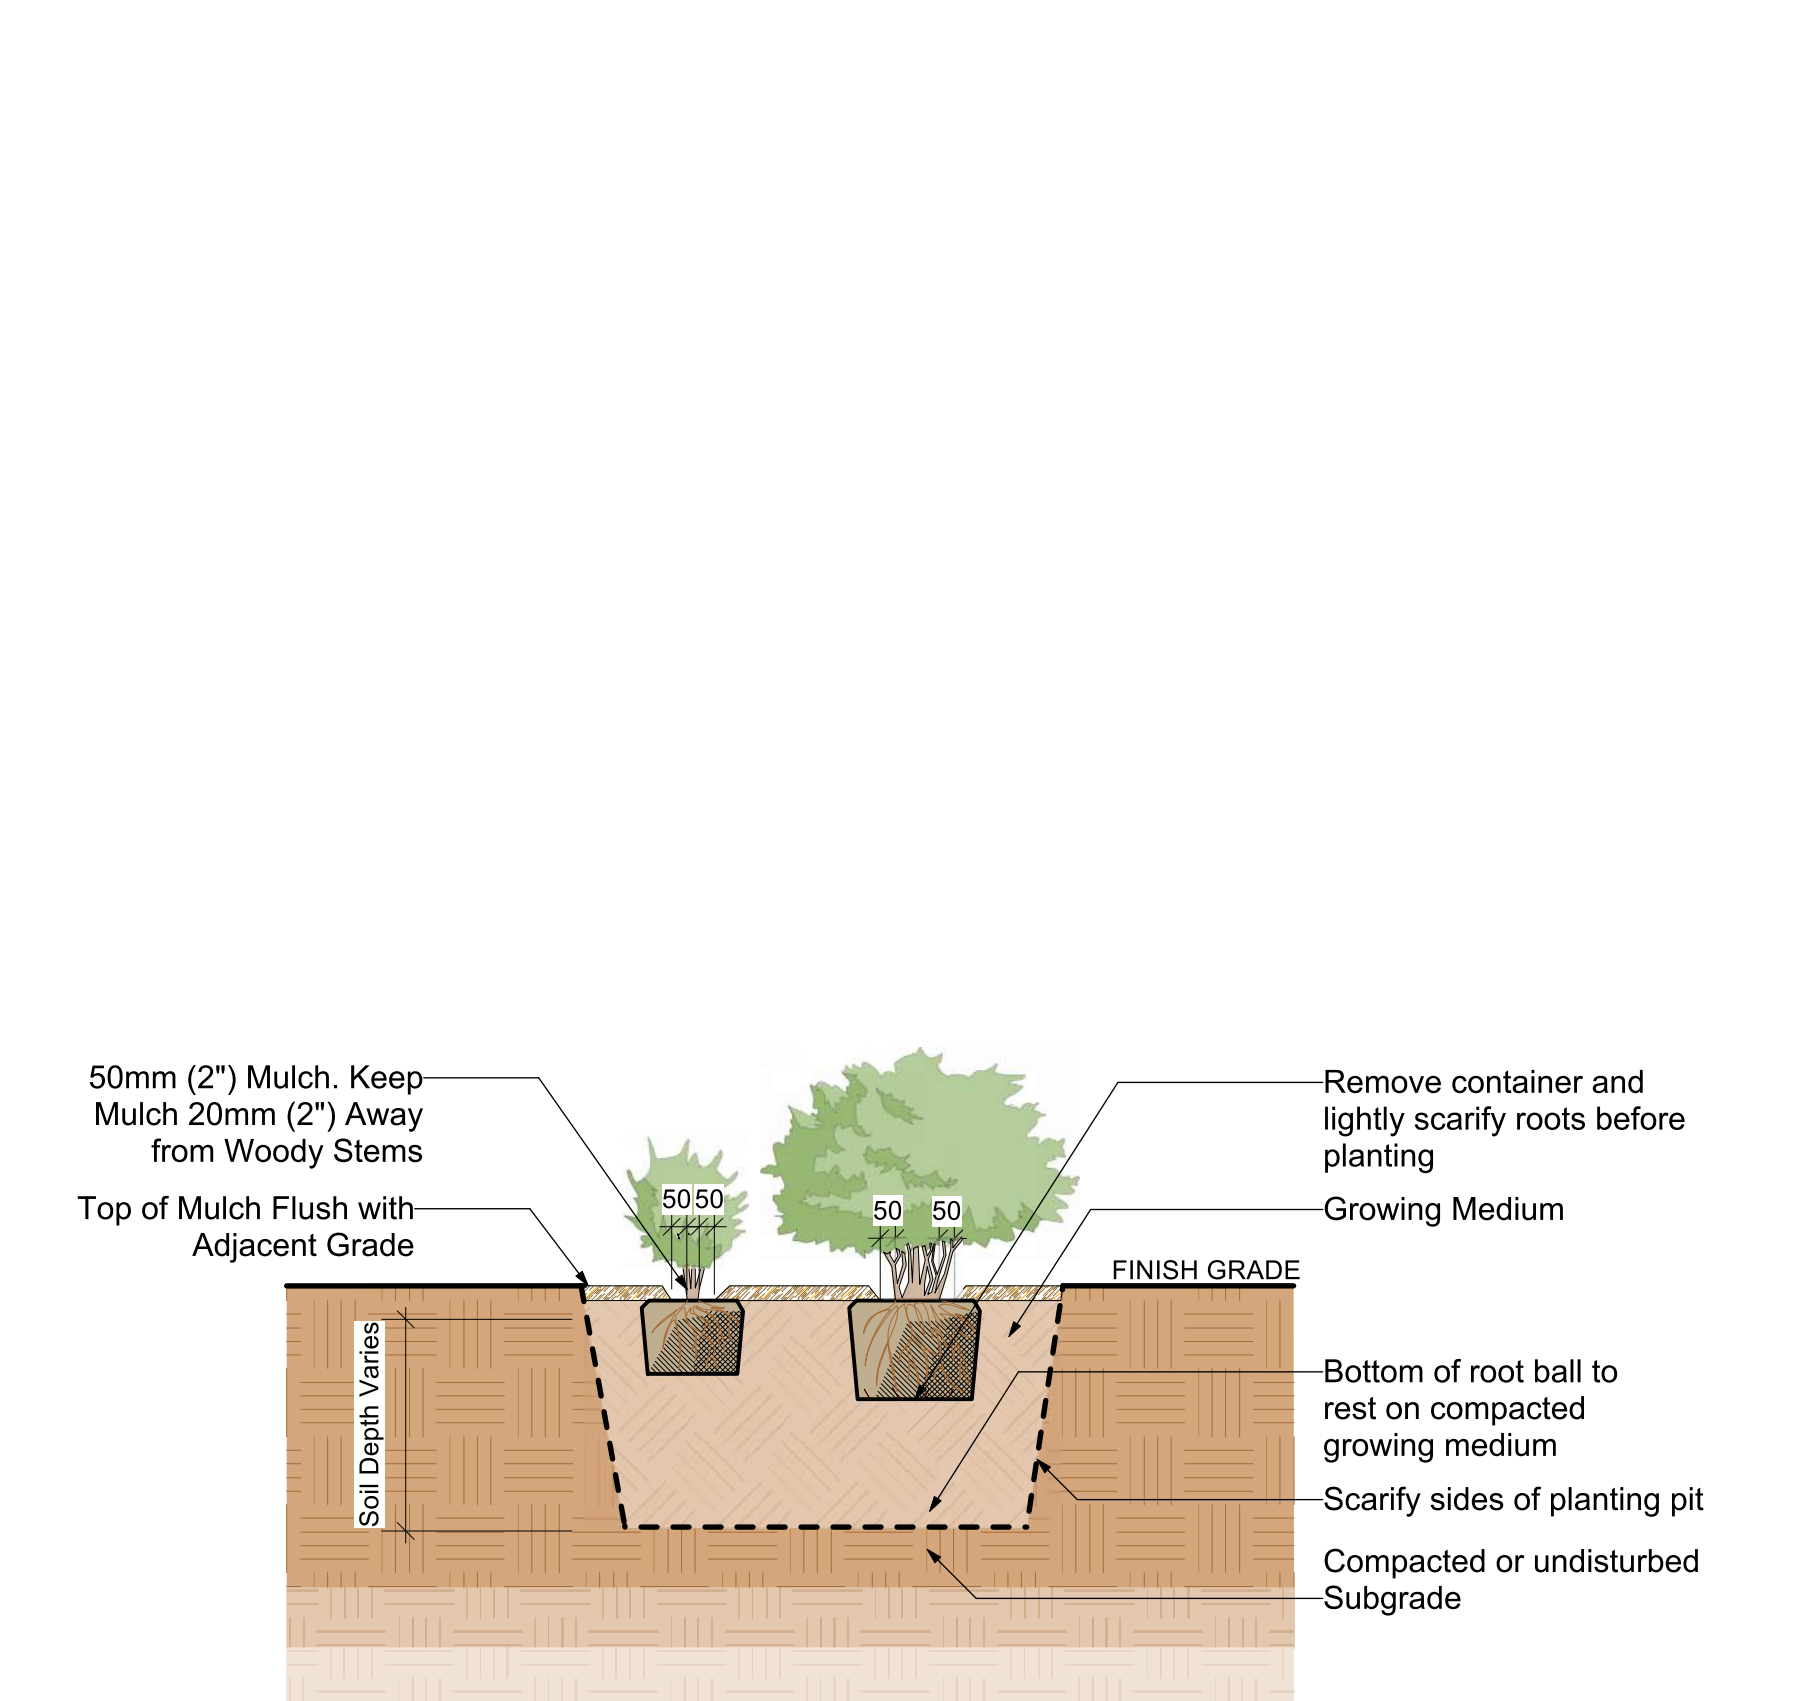 50mm (2") Mulch. Keep
Mulch 20mm (2") Away
from Woody Stems
Top of Mulch Flush with
Adjacent Grade
50 50
50 50
Remove container and
lightly scarify roots before
planting
Growing Medium
FINISH GRADE
Soil Depth Varies
Bottom of root ball to
rest on compacted
growing medium
Scarify sides of planting pit
Compacted or undisturbed
Subgrade